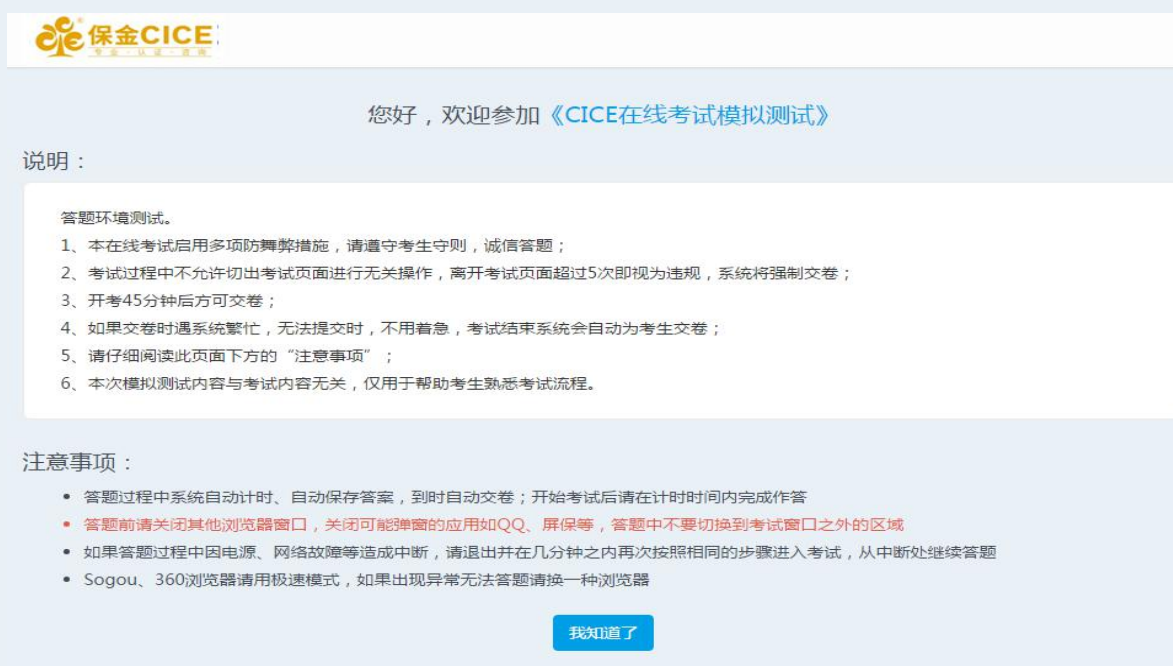 保金CICE
专业·认证·咨询
您好，欢迎参加《CICE在线考试模拟测试》
说明：
答题环境测试。
1、本在线考试启用多项防舞弊措施，请遵守考生守则，诚信答题；
2、考试过程中不允许切出考试页面进行无关操作，离开考试页面超过5次即视为违规，系统将强制交卷；
3、开考45分钟后方可交卷；
4、如果交卷时遇系统繁忙，无法提交时，不用着急，考试结束系统会自动为考生交卷；
5、请仔细阅读此页面下方的“注意事项”；
6、本次模拟测试内容与考试内容无关，仅用于帮助考生熟悉考试流程。
注意事项：
• 答题过程中系统自动计时、自动保存答案，到时自动交卷；开始考试后请在计时时间内完成作答
• 答题前请关闭其他浏览器窗口，关闭可能弹窗的应用如QQ、屏保等，答题中不要切换到考试窗口之外的区域
• 如果答题过程中因电源、网络故障等造成中断，请退出并在几分钟之内再次按照相同的步骤进入考试，从中断处继续答题
• Sogou、360浏览器请用极速模式，如果出现异常无法答题请换一种浏览器
我知道了